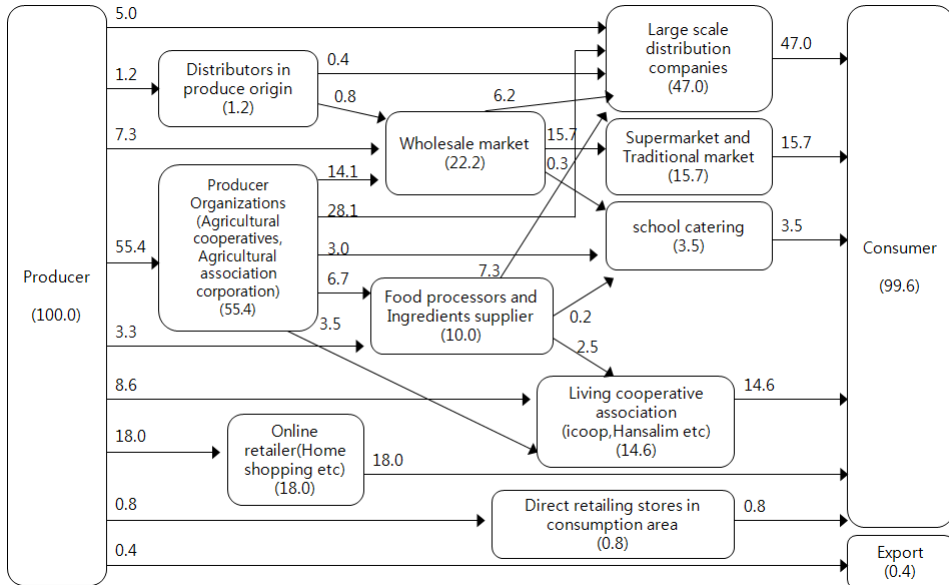 5.0
1.2
7.3
55.4
3.3
8.6
18.0
0.8
0.4
Producer
(100.0)
Distributors in
produce origin
(1.2)
0.4
0.8
Producer
Organizations
(Agricultural
cooperatives,
Agricultural
association
corporation)
(55.4)
14.1
28.1
3.0
6.7
3.5
Online
retailer(Home
shopping etc)
(18.0)
18.0
Wholesale market
(22.2)
6.2
15.7
0.3
Food processors and
Ingredients supplier
(10.0)
7.3
0.2
2.5
Large scale
distribution
companies
(47.0)
47.0
Supermarket and
Traditional market
(15.7)
15.7
school catering
(3.5)
3.5
Living cooperative
association
(icoop,Hansalim etc)
(14.6)
14.6
Direct retailing stores in
consumption area
(0.8)
0.8
Consumer
(99.6)
Export
(0.4)